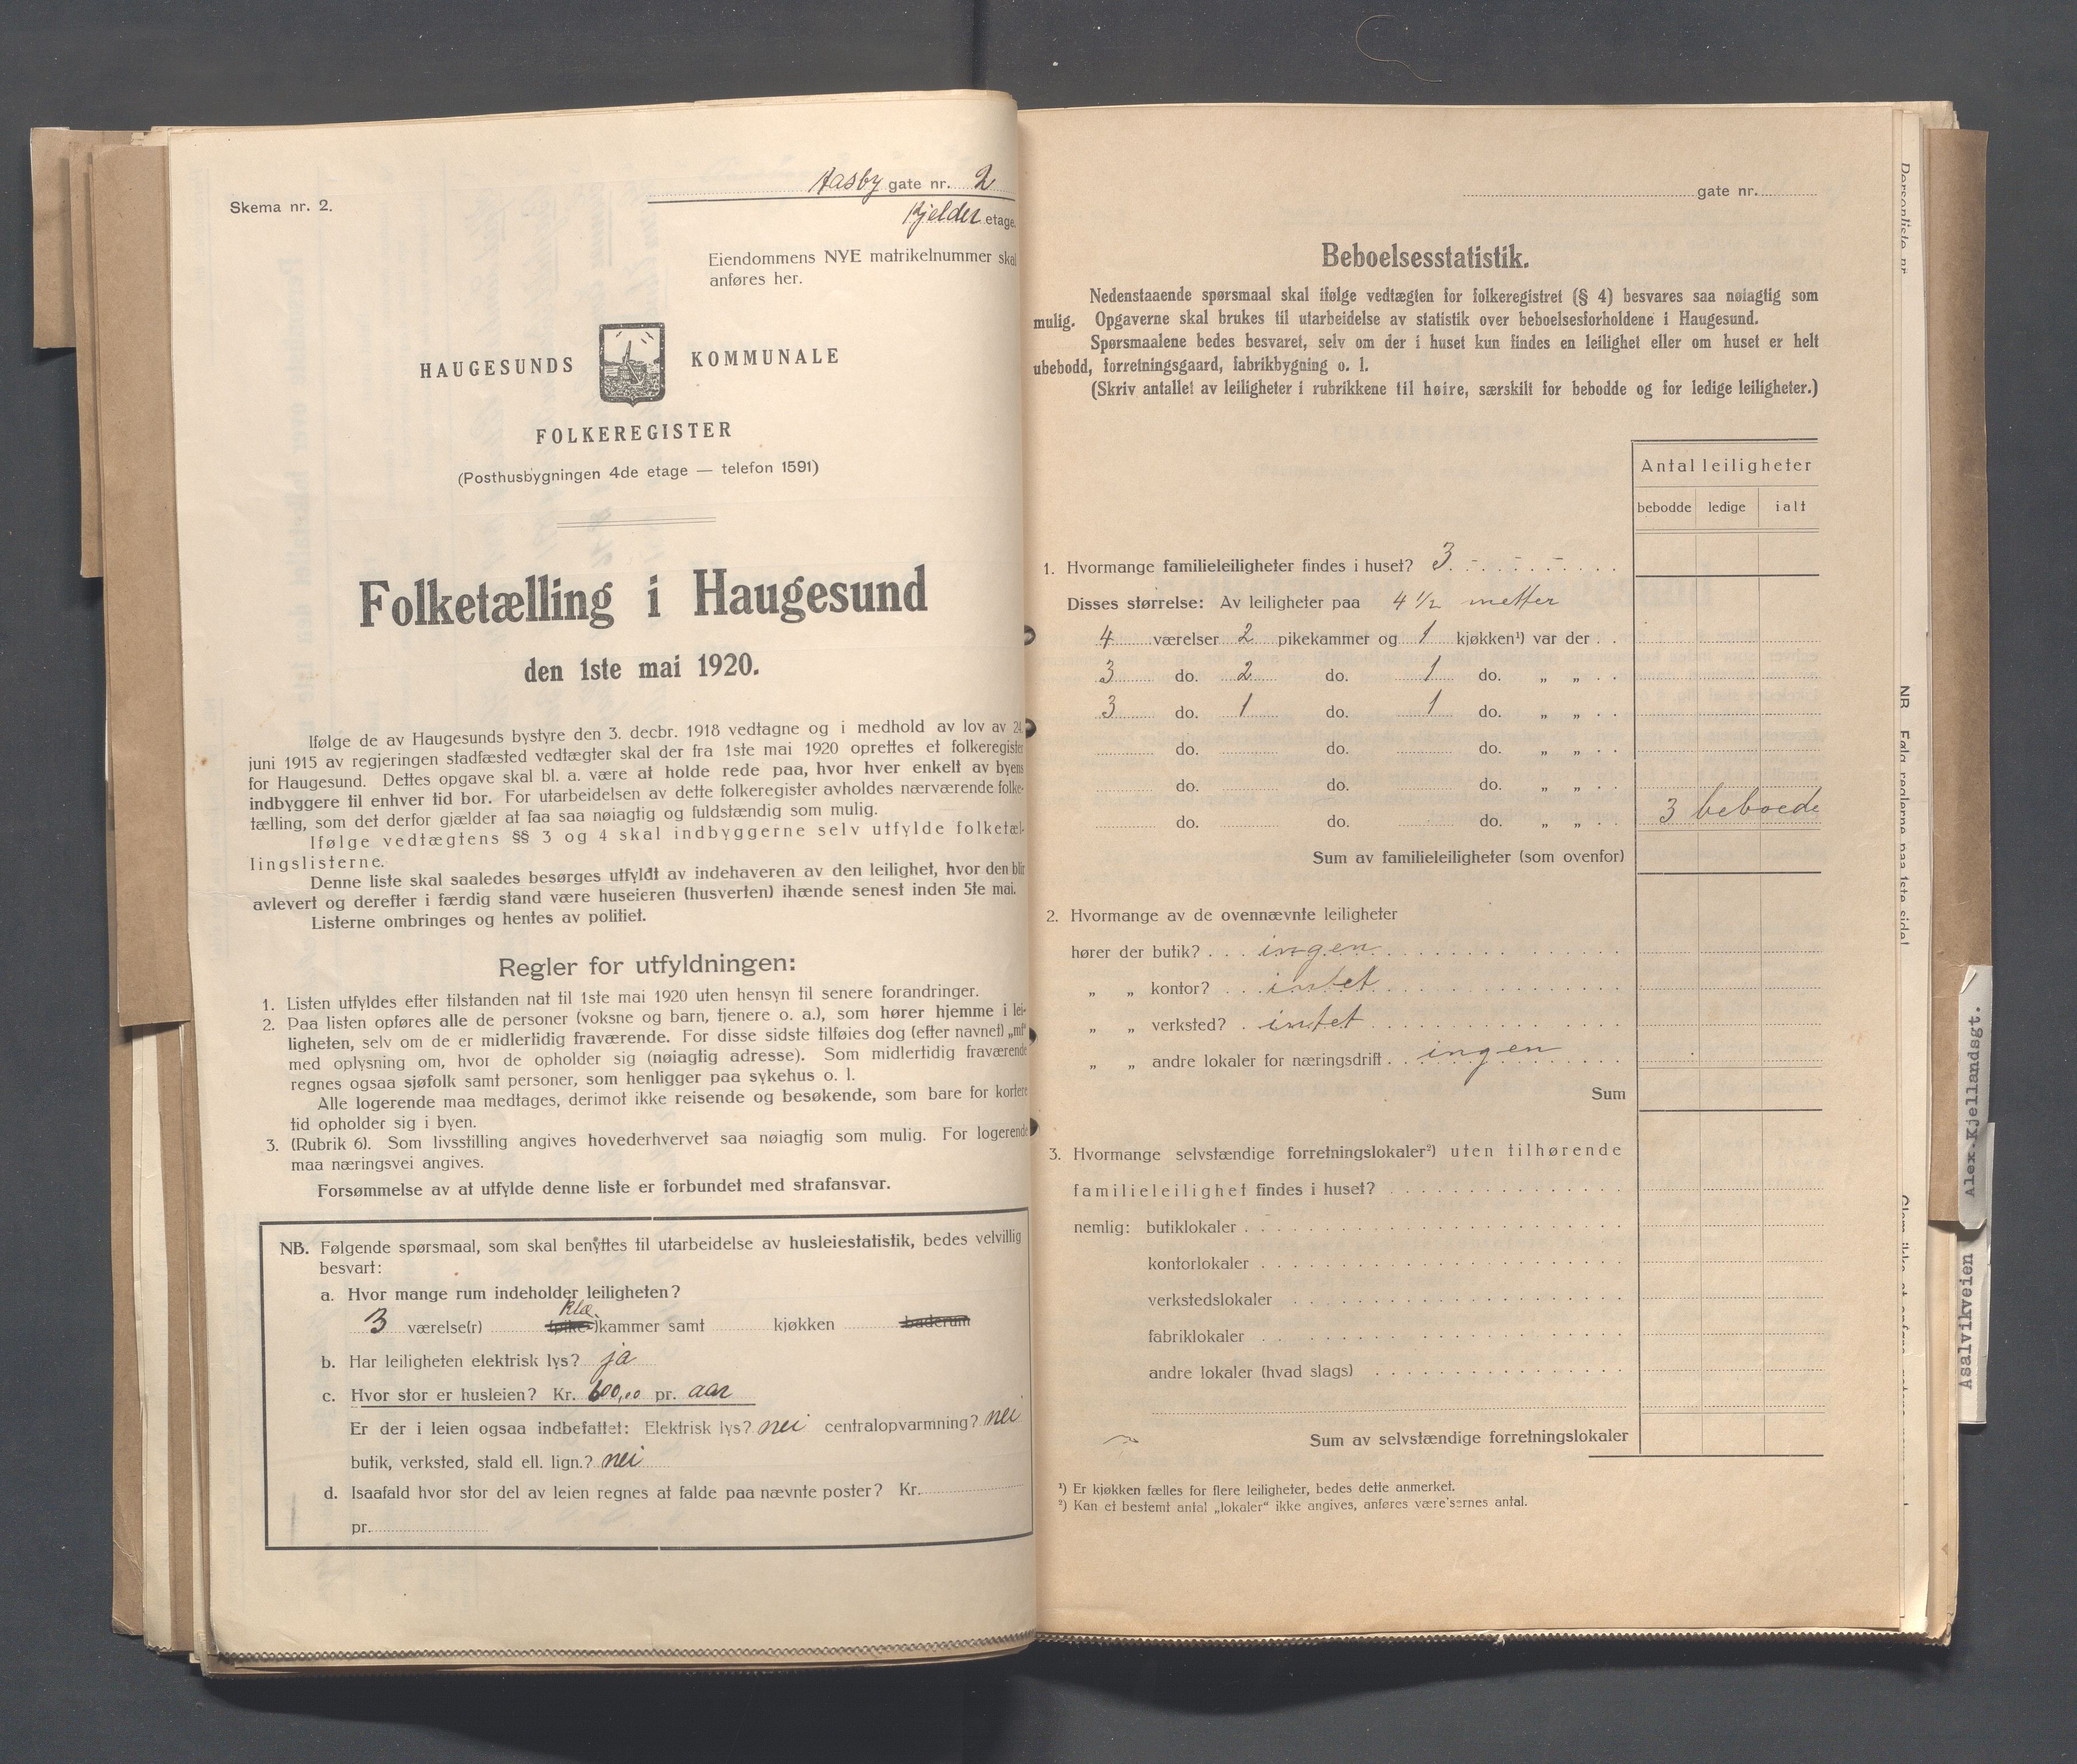 Skema nr. 2.
Aasby gate nr. 2
Kjelder etage.
Eiendommens NYE matrikelnummer skal
anføres her.
HAUGESUNDS KOMMUNALE
FOLKEREGISTER
(Posthusbygningen 4de etage — telefon 1591)
Folketælling i Haugesund
den 1ste mai 1920.
Ifølge de av Haugesunds bystyre den 3. decbr. 1918 vedtagne og i medhold av lov av 24.
juni 1915 av regjeringen stadfæsted vedtægter skal der fra 1ste mai 1920 oprettes et folkeregister
for Haugesund. Dettes opgave skal bl. a. være at holde rede paa, hvor hver enkelt av byens
indbyggere til enhver tid bor. For utarbeidelsen av dette folkeregister avholdes nærværende folke-
tælling, som det derfor gjælder at faa saa nøiagtig og fuldstændig som mulig.
Ifølge vedtægtens §§ 3 og 4 skal indbyggerne selv utfylde folketæl-
lingslisterne.
Denne liste skal saaledes besørges utfyldt av indehaveren av den leilighet, hvor den blir
avlevert og derefter i færdig stand være huseieren (husverten) ihænde senest inden 5te mai.
Listerne ombringes og hentes av politiet.
Regler for utfyldningen:
1. Listen utfyldes efter tilstanden nat til 1ste mai 1920 uten hensyn til senere forandringer.
2. Paa listen opføres alle de personer (voksne og barn, tjenere o. a.), som hører hjemme i lei-
ligheten, selv om de er midlertidig fraværende. For disse sidste tilføies dog (efter navnet) „mf“
med oplysning om, hvor de opholder sig (nøiagtig adresse). Som midlertidig fraværende
regnes ogsaa sjøfolk samt personer, som henligger paa sykehus o. l.
Alle logerende maa medtages, derimot ikke reisende og besøkende, som bare for kortere
tid opholder sig i byen.
3. (Rubrik 6). Som livsstilling angives hovederhvervet saa nøiagtig som mulig. For logerende
maa næringsvei angives.
Forsømmelse av at utfylde denne liste er forbundet med strafansvar.
NB. Følgende spørsmaal, som skal benyttes til utarbeidelse av husleiestatistik, bedes velvillig
besvart:
a. Hvor mange rum indeholder leiligheten?
Klæ
3 værelse(r) (pike-)kammer samt kjøkken baderum
b. Har leiligheten elektrisk lys? ja
c. Hvor stor er husleien? Kr. 600,00 pr. aar
Er der i leien ogsaa indbefattet: Elektrisk lys? nei centralopvarmning? nei
butik, verksted, stald ell. lign.? nei
d. Isaafald hvor stor del av leien regnes at falde paa nævnte poster? Kr.
pr.
gate nr.
Beboelsesstatistik.
Nedenstaaende spørsmaal skal ifølge vedtægten for folkeregistret (§ 4) besvares saa nøiagtig som
mulig. Opgaverne skal brukes til utarbeidelse av statistik over beboelsesforholdene i Haugesund.
Spørsmaalene bedes besvaret, selv om der i huset kun findes en leilighet eller om huset er helt
ubebodd, forretningsgaard, fabrikbygning o. l.
(Skriv antallet av leiligheter i rubrikkene til høire, særskilt for bebodde og for ledige leiligheter.)
Antal leiligheter
bebodde ledige ialt
1. Hvormange familieleiligheter findes i huset? 3
Disses størrelse: Av leiligheter paa 4 1/2 metter
4 værelser 2 pikekammer og 1 kjøkken¹) var der
3 do. 2 do. 1 do. „ „
3 do. 1 do. 1 do. „ „
do. do. do. „ „
do. do. do. „ „
do. do. do. „ „ 3 beboede
Sum av familieleiligheter (som ovenfor)
2. Hvormange av de ovennævnte leiligheter
hører der butik? ingen
„ „ kontor? intet
„ „ verksted? intet
„ „ andre lokaler for næringsdrift ingen
Sum
3. Hvormange selvstændige forretningslokaler²) uten tilhørende
familieleilighet findes i huset?
nemlig: butiklokaler
kontorlokaler
verkstedslokaler
fabriklokaler
andre lokaler (hvad slags)
Sum av selvstændige forretningslokaler
¹) Er kjøkken fælles for flere leiligheter, bedes dette anmerket.
²) Kan et bestemt antal „lokaler“ ikke angives, anføres være'sernes antal.
Personliste nr.
NB. Følg reglerne paa 1ste side!
Alex.Kjellandsgt.
Asalvikveien